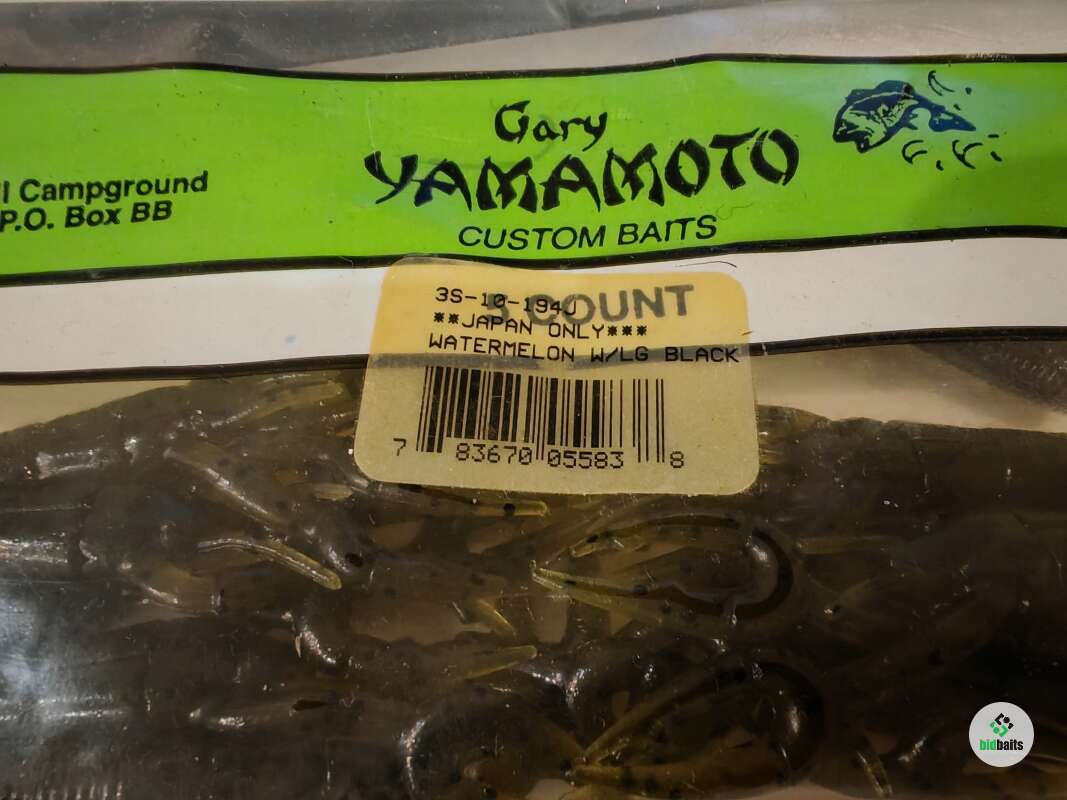 Gary
YAMAMOTO
CUSTOM BAITS
Campground
P.O. Box BB
COUNT
3S-10-194J
**JAPAN ONLY***
WATERMELON W/LG BLACK
7 83670 05583 8
bidbaits